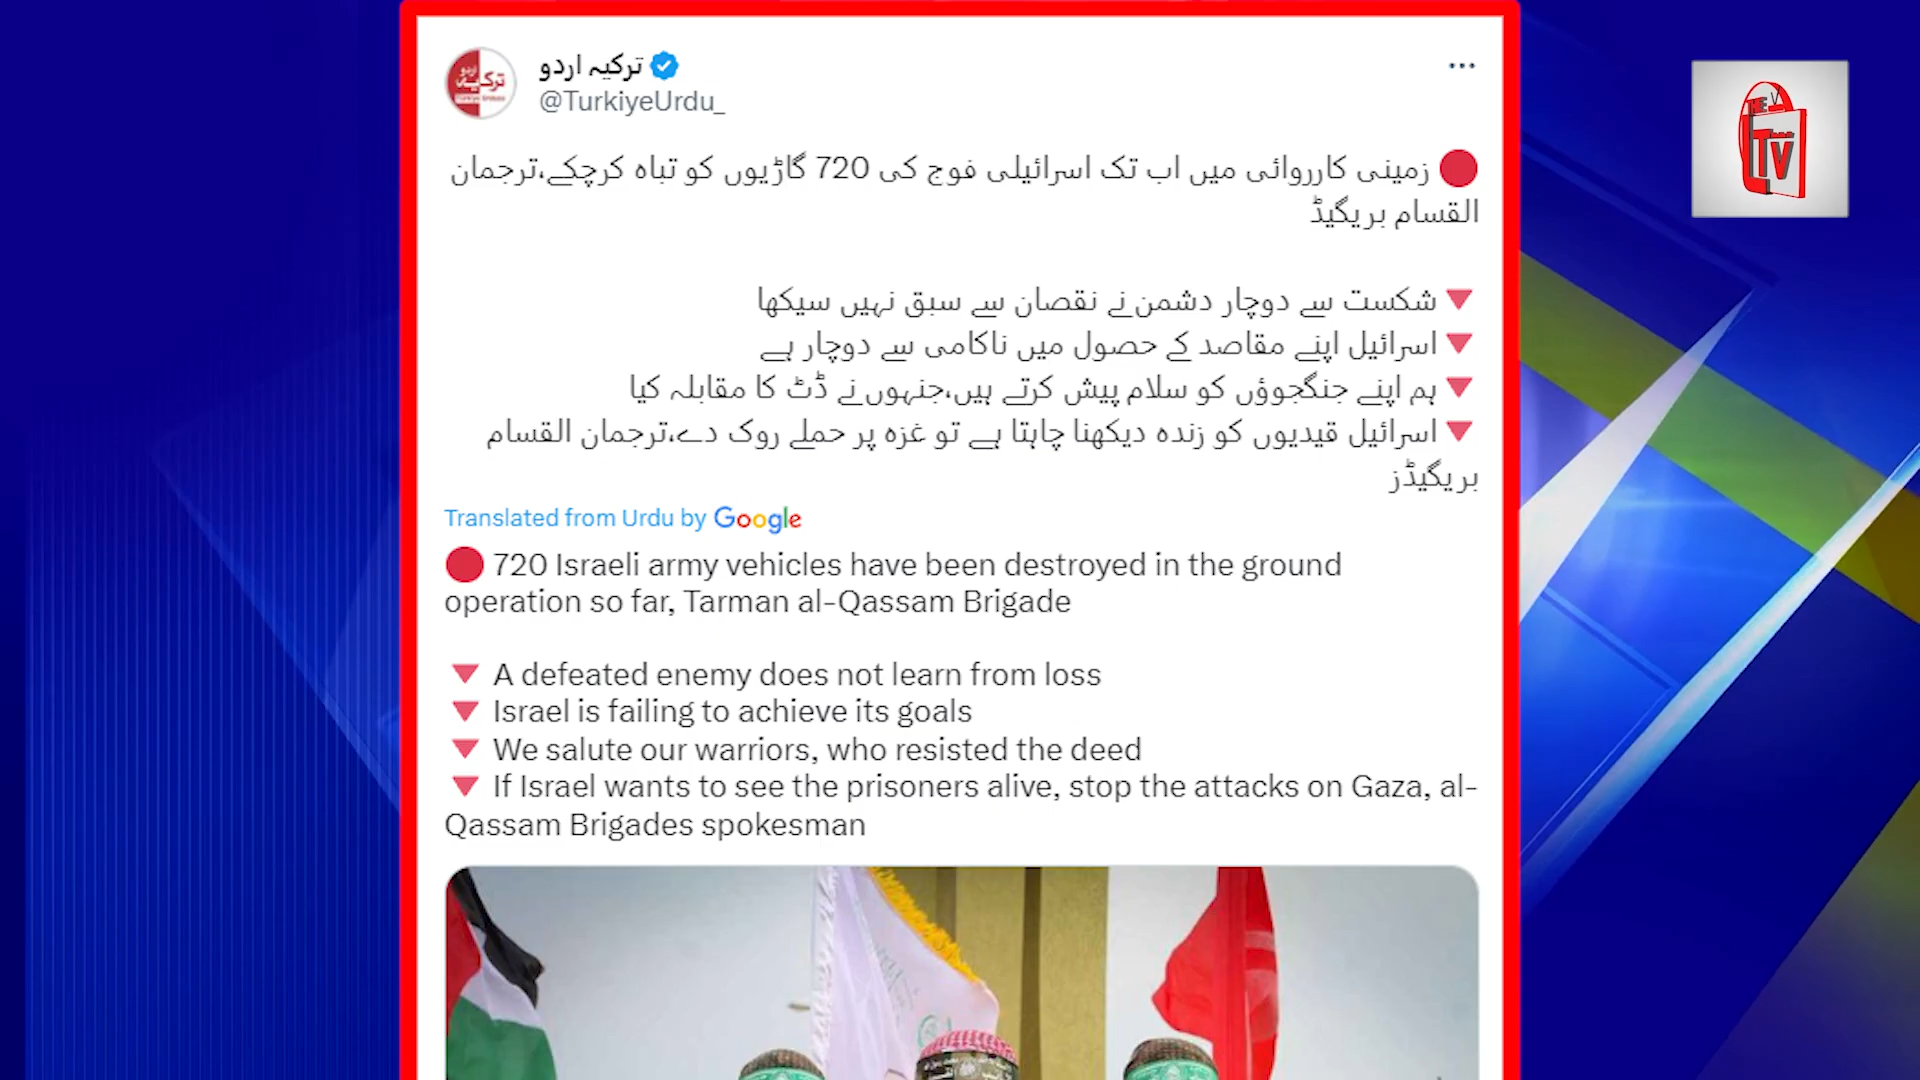 ترکیہ اردو
@TurkiyeUrdu_
زمینی کارروائی میں اب تک اسرائیلی فوج کی 720 گاڑیوں کو تباہ کرچکے،ترجمان
القسام بریگیڈ
شکست سے دوچار دشمن نے نقصان سے سبق نہیں سیکھا
اسرائیل اپنے مقاصد کے حصول میں ناکامی سے دوچار ہے
ہم اپنے جنگجوؤں کو سلام پیش کرتے ہیں،جنہوں نے ڈٹ کا مقابلہ کیا
اسرائیل قیدیوں کو زندہ دیکھنا چاہتا ہے تو غزہ پر حملے روک دے،ترجمان القسام
بریگیڈز
Translated from Urdu by Google
720 Israeli army vehicles have been destroyed in the ground
operation so far, Tarman al-Qassam Brigade
A defeated enemy does not learn from loss
Israel is failing to achieve its goals
We salute our warriors, who resisted the deed
If Israel wants to see the prisoners alive, stop the attacks on Gaza, al-
Qassam Brigades spokesman
THE V
TV